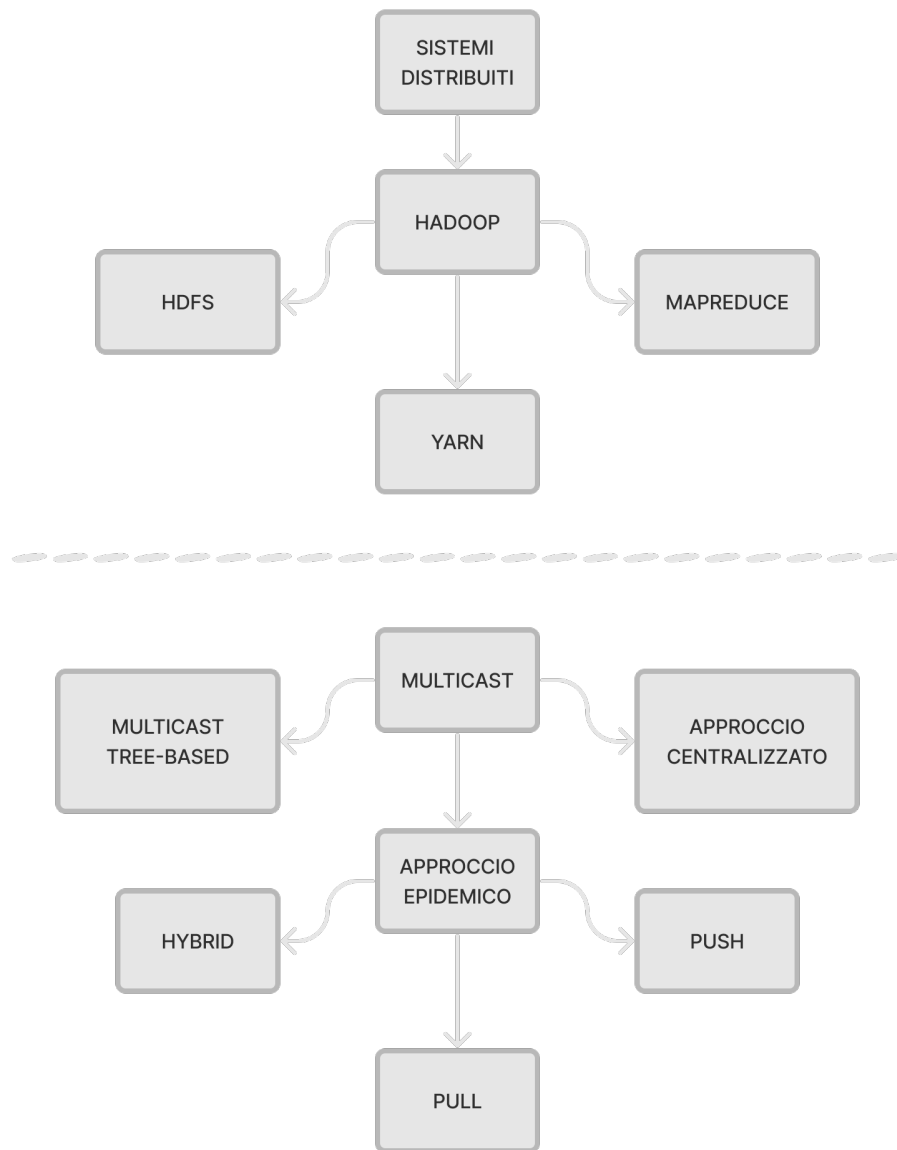 SISTEMI
DISTRIBUITI
HADOOP
HDFS
MAPREDUCE
YARN
MULTICAST
MULTICAST
TREE-BASED
APPROCCIO
CENTRALIZZATO
APPROCCIO
EPIDEMICO
HYBRID
PUSH
PULL